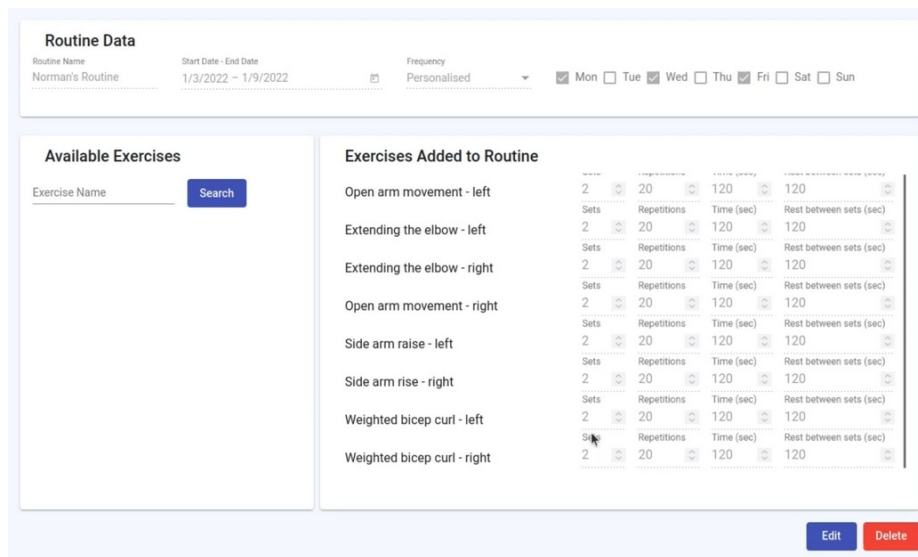 Routine Data
Routine Name Start Date - End Date Frequency
Norman's Routine 1/3/2022 – 1/9/2022 Personalised Mon Tue Wed Thu Fri Sat Sun
Available Exercises
Exercise Name Search
Exercises Added to Routine
Open arm movement - left 2 20 120 120
Sets Repetitions Time (sec) Rest between sets (sec)
Extending the elbow - left 2 20 120 120
Sets Repetitions Time (sec) Rest between sets (sec)
Extending the elbow - right 2 20 120 120
Sets Repetitions Time (sec) Rest between sets (sec)
Open arm movement - right 2 20 120 120
Sets Repetitions Time (sec) Rest between sets (sec)
Side arm raise - left 2 20 120 120
Sets Repetitions Time (sec) Rest between sets (sec)
Side arm rise - right 2 20 120 120
Sets Repetitions Time (sec) Rest between sets (sec)
Weighted bicep curl - left 2 20 120 120
Sets Repetitions Time (sec) Rest between sets (sec)
Weighted bicep curl - right 2 20 120 120
Edit Delete